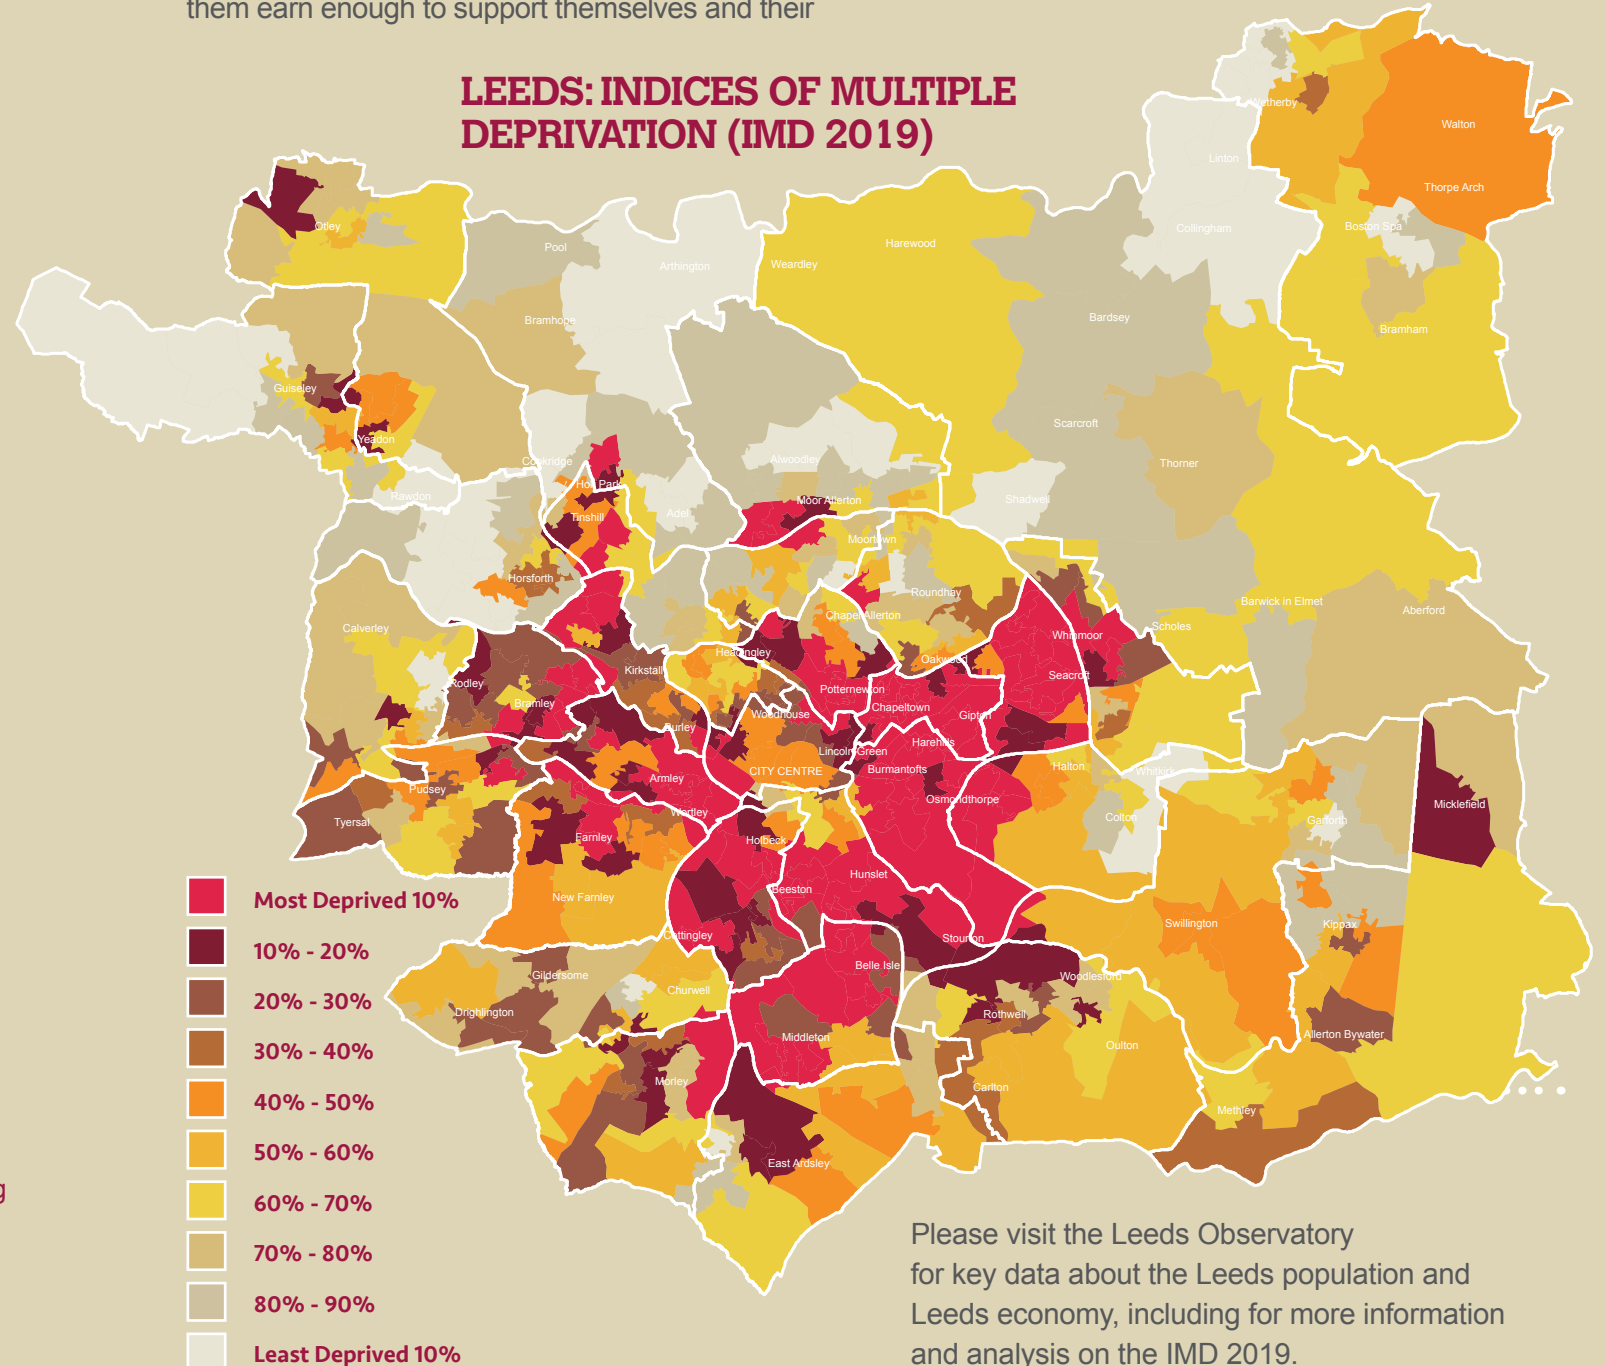 them earn enough to support themselves and their
LEEDS: INDICES OF MULTIPLE
DEPRIVATION (IMD 2019)
Wetherby
Walton
Linton
Thorpe Arch
Otley
Collingham
Boston Spa
Pool
Harewood
Arthington
Weardley
Bramhope
Bardsey
Bramham
Guiseley
Yeadon
Scarcroft
Cookridge
Alwoodley
Thorner
Holt Park
Rawdon
Moor Allerton
Shadwell
Tinshill
Adel
Moortown
Horsforth
Roundhay
Barwick in Elmet
Aberford
Calverley
Chapel Allerton
Scholes
Whinmoor
Headingley
Oakwood
Kirkstall
Seacroft
Rodley
Potternewton
Bramley
Chapeltown
Gipton
Woodhouse
Burley
Harehills
Lincoln Green
CITY CENTRE
Burmantofts
Halton
Whitkirk
Armley
Pudsey
Osmondthorpe
Micklefield
Tyersal
Wortley
Colton
Garforth
Farnley
Holbeck
Hunslet
Beeston
New Farnley
Most Deprived 10%
Swillington
Kippax
Cottingley
Stourton
10% - 20%
Belle Isle
Gildersome
Woodlesford
Churwell
20% - 30%
Drighlington
Rothwell
Middleton
Allerton Bywater
Oulton
30% - 40%
Morley
Carlton
40% - 50%
Methley
50% - 60%
East Ardsley
g
60% - 70%
70% - 80%
80% - 90%
Least Deprived 10%
Please visit the Leeds Observatory
for key data about the Leeds population and
Leeds economy, including for more information
and analysis on the IMD 2019.